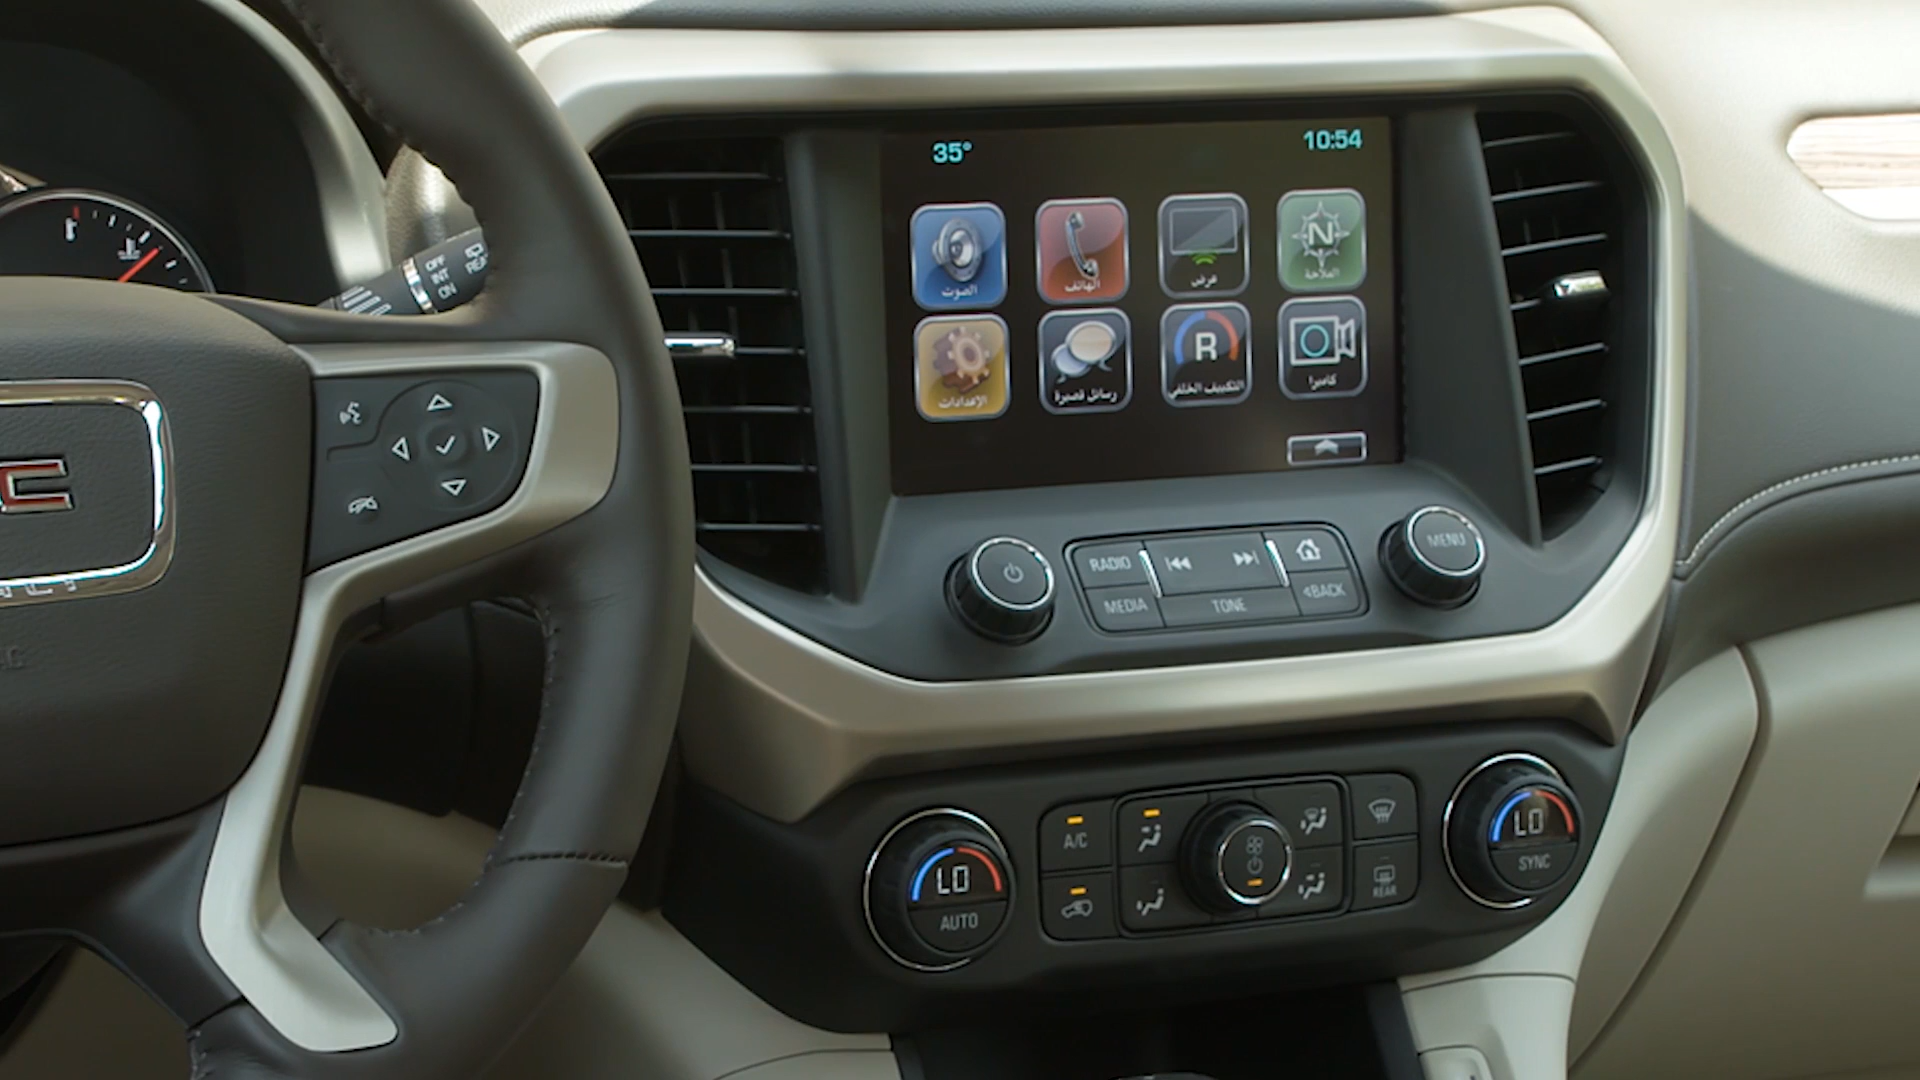 35°
10:54
الصوت
الهاتف
عرض
N
الملاحة
الإعدادات
رسائل قصيرة
R
التكييف الخلفي
كاميرا
OFF
INT
ON
REAR
C
RADIO
MEDIA
TONE
<BACK
MENU
A/C
LO
AUTO
REAR
LO
SYNC